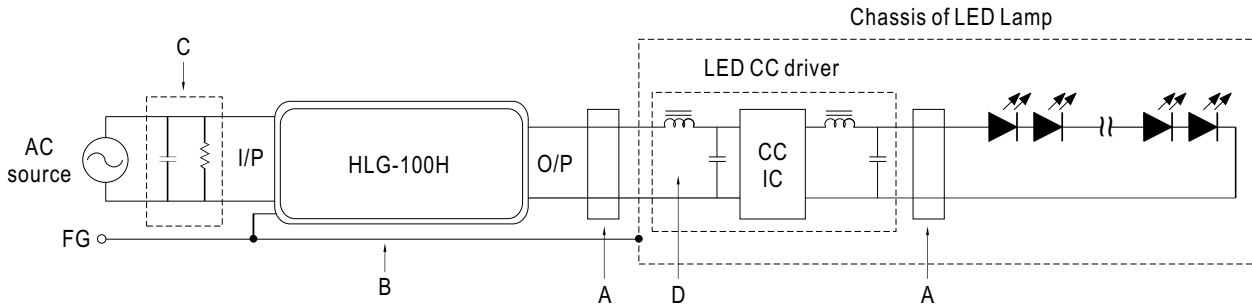 Chassis of LED Lamp
C
LED CC driver
AC
source
I/P
HLG-100H
O/P
CC
IC
FG
B
A
D
A